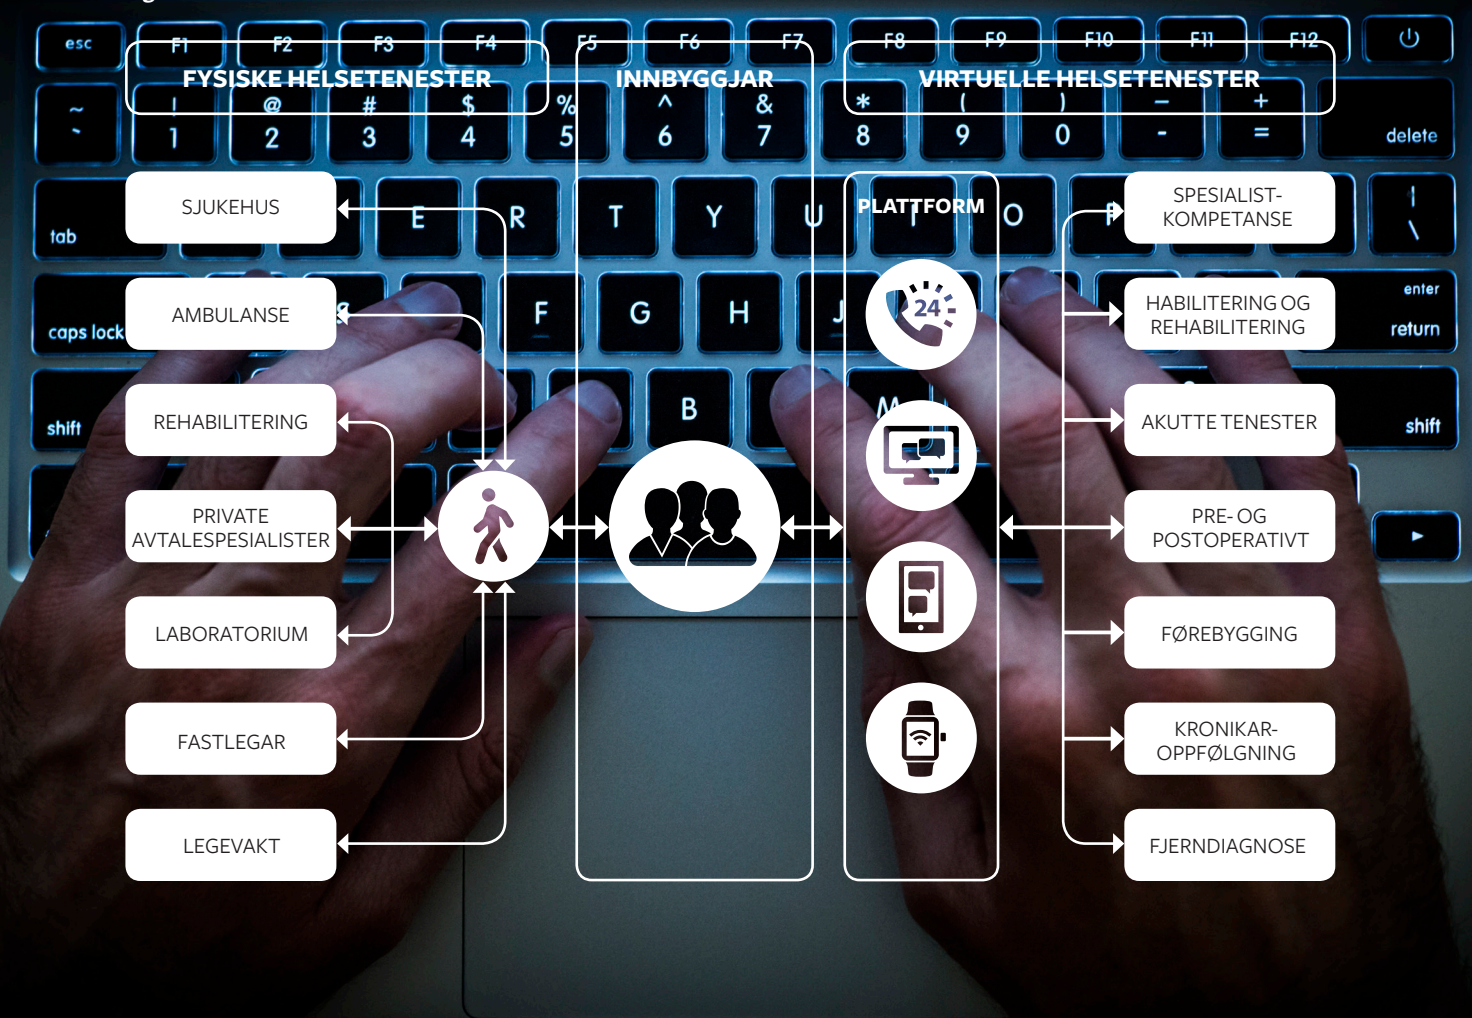 esc
F1
F2
F3
F4
F5
F6
F7
F8
F9
F10
F11
F12
FYSISKE HELSETENESTER
INNBYGGJAR
VIRTUELLE HELSETENESTER
~
`
!
1
@
2
#
3
$
4
%
5
^
6
&
7
*
8
(
9
)
0
–
-
+
=
delete
tab
SJUKEHUS
E
R
T
Y
U
PLATTFORM
O
P
SPESIALIST-
KOMPETANSE
|
\
caps lock
AMBULANSE
F
G
H
J
24
HABILITERING OG
REHABILITERING
enter
return
shift
REHABILITERING
B
M
AKUTTE TENESTER
shift
PRIVATE
AVTALESPESIALISTER
PRE- OG
POSTOPERATIVT
LABORATORIUM
FØREBYGGING
FASTLEGAR
KRONIKAR-
OPPFØLGNING
LEGEVAKT
FJERNDIAGNOSE